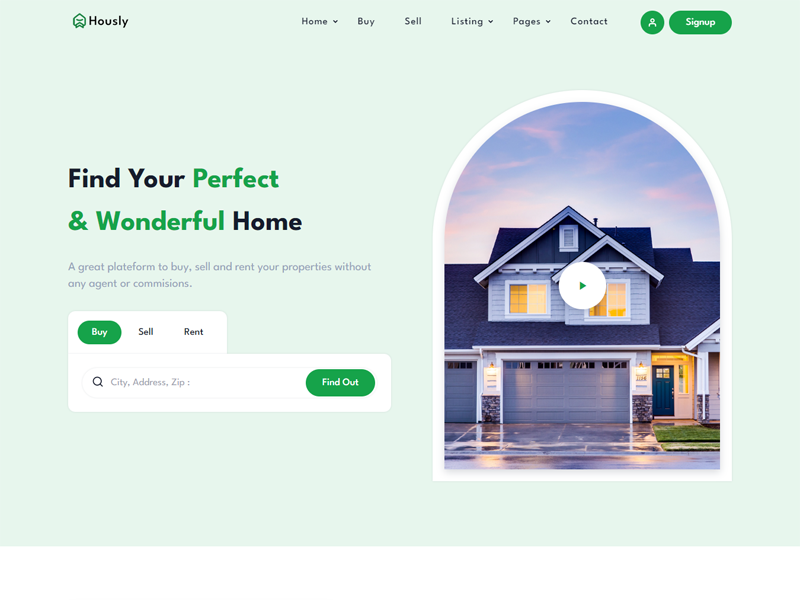 Hously
Home Buy Sell Listing Pages Contact
Signup
Find Your Perfect
& Wonderful Home
A great plateform to buy, sell and rent your properties without
any agent or commisions.
Buy Sell Rent
City, Address, Zip :
Find Out